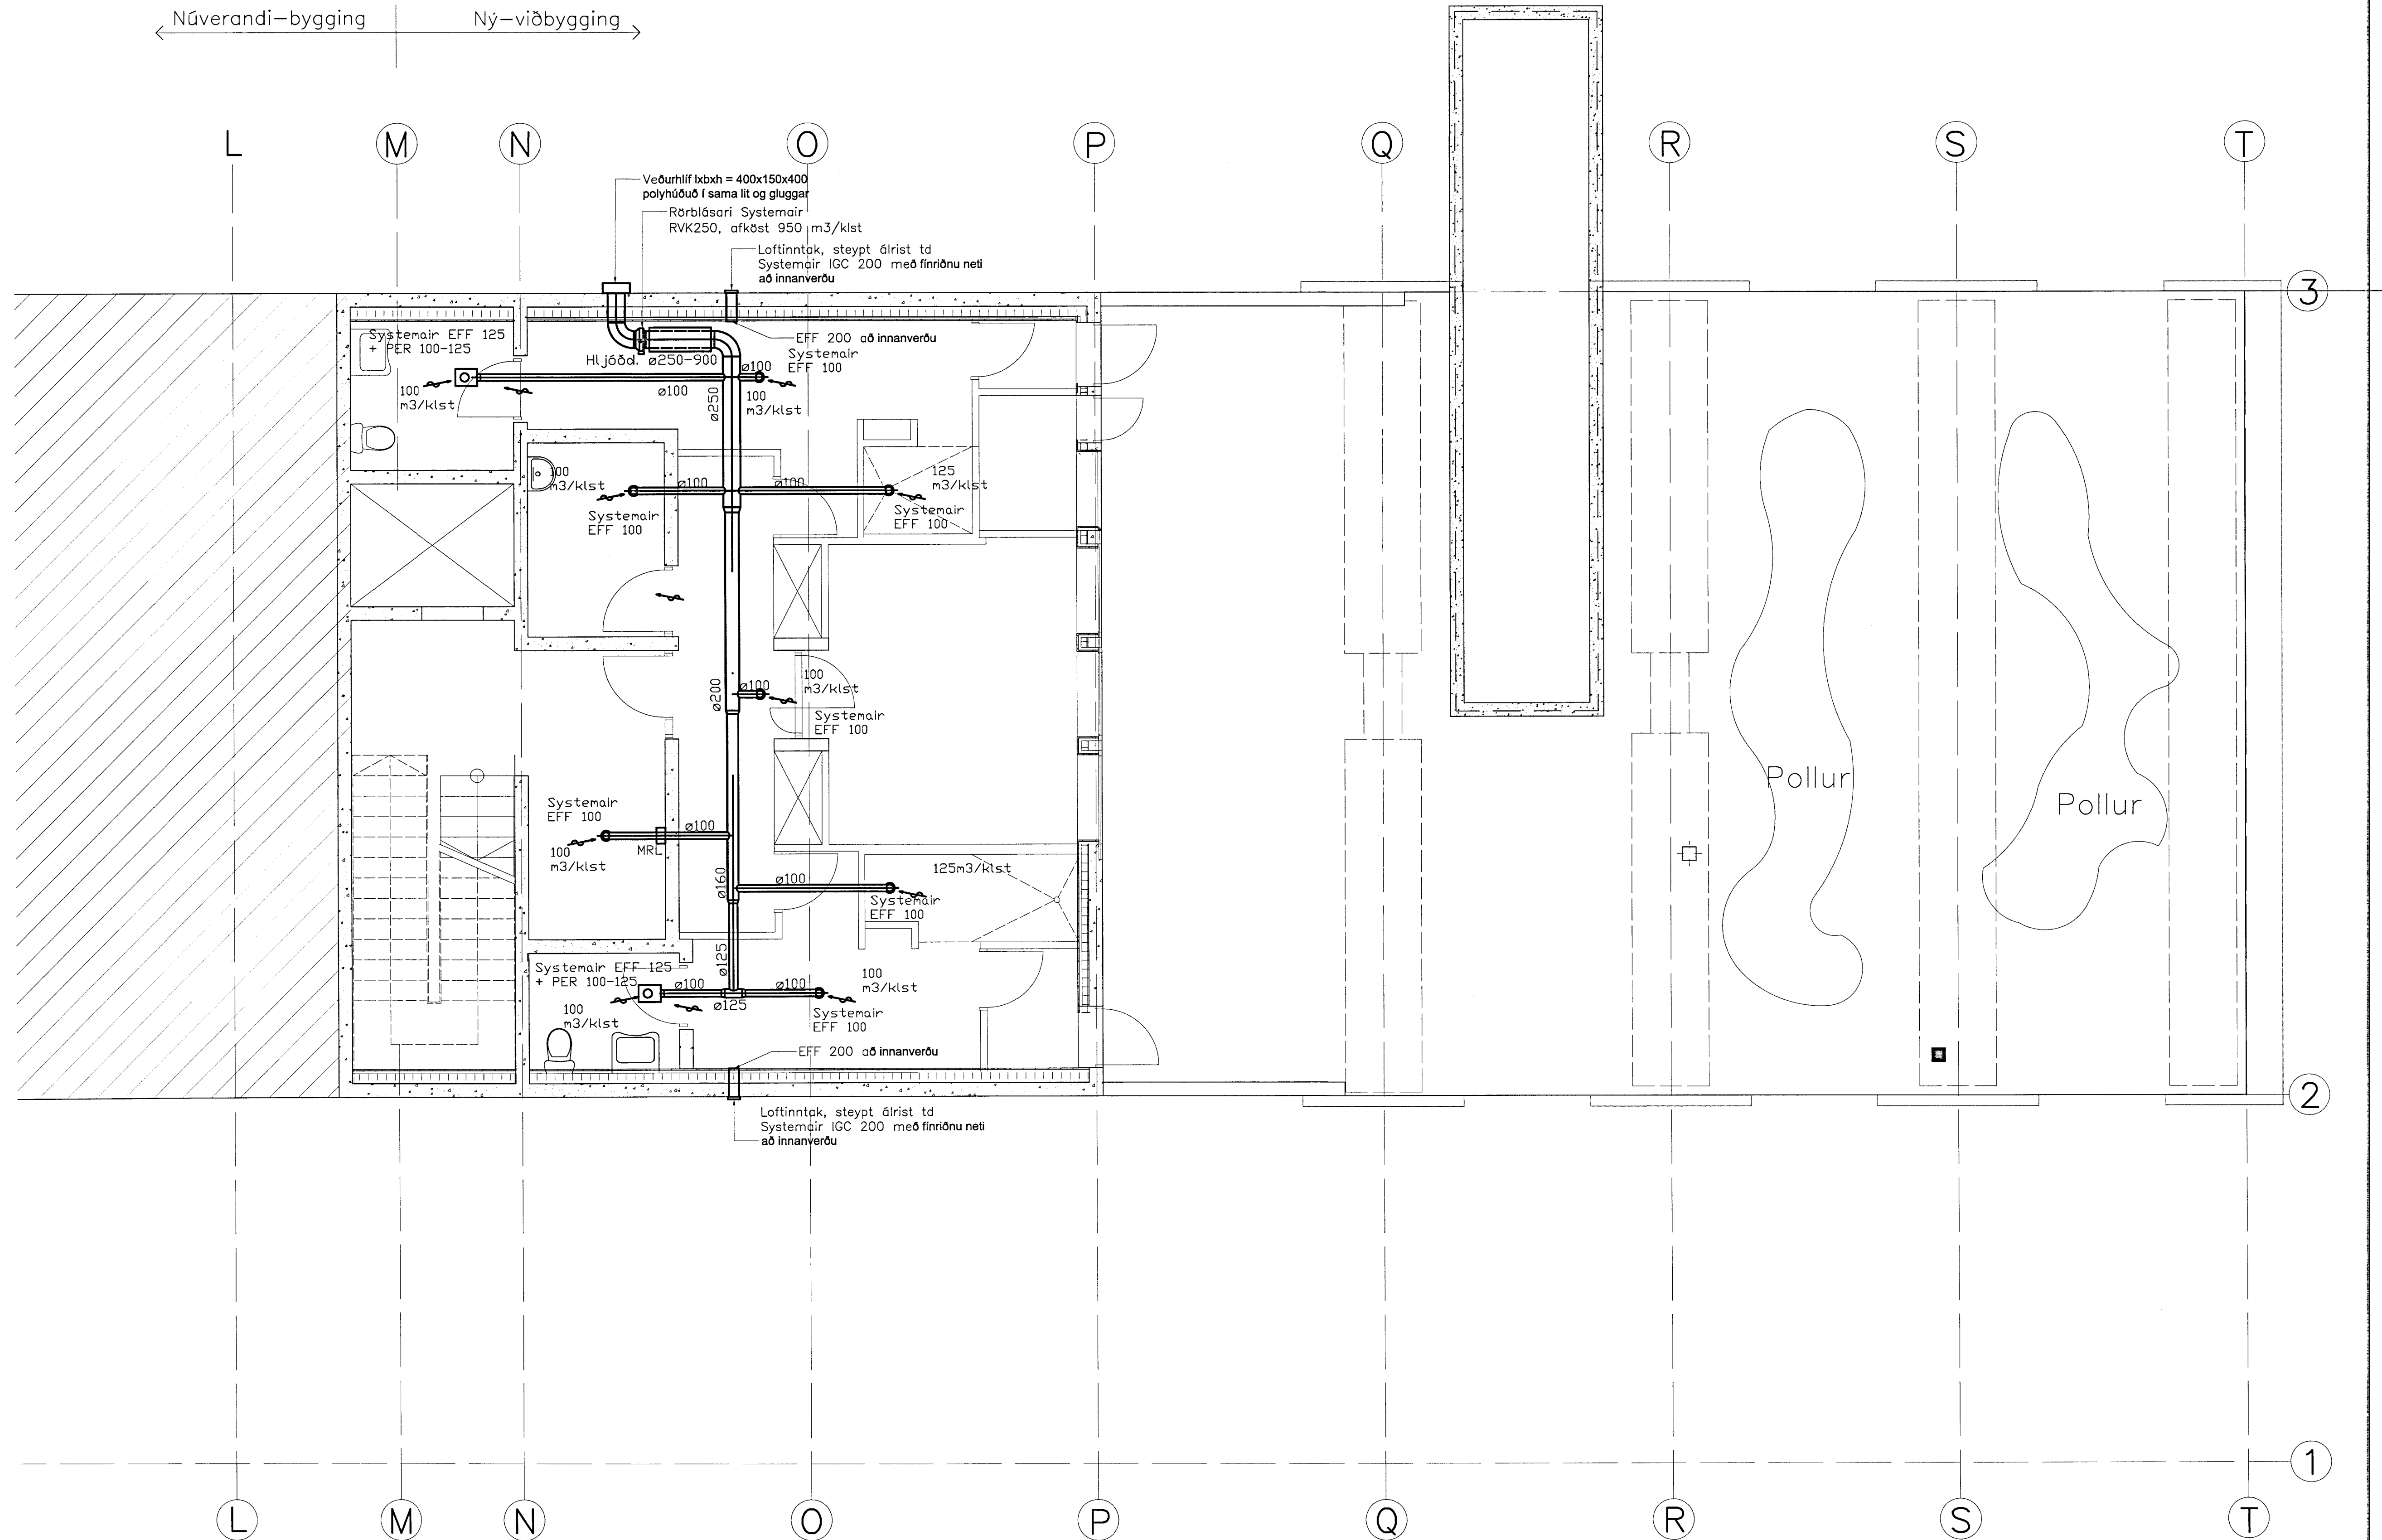 Núverandi-bygging
Ný-viðbygging
L
M
N
O
P
Q
R
S
T
Veðurhlíf lxbxh = 400x150x400
polyhúðuð í sama lit og gluggar
Rörblásari Systemair
RVK250, afköst 950 m3/klst
Loftinntak, steypt álrist td
Systemair IGC 200 með fínriðnu neti
að innanverðu
3
Systemair EFF 125
+ PER 100-125
EFF 200 að innanverðu
Hljóðd. ø250-900
Systemair
EFF 100
ø100
100
m3/klst
ø100
ø250
100
m3/klst
100
m3/klst
ø100
ø100
125
m3/klst
Systemair
EFF 100
Systemair
EFF 100
ø200
ø100
100
m3/klst
Systemair
EFF 100
Pollur
Pollur
Systemair
EFF 100
ø100
MRL
100
m3/klst
ø160
ø100
125m3/klst
Systemair
EFF 100
ø125
Systemair EFF 125
+ PER 100-125
ø100
ø100
100
m3/klst
ø125
100
m3/klst
Systemair
EFF 100
EFF 200 að innanverðu
2
Loftinntak, steypt álrist td
Systemair IGC 200 með fínriðnu neti
að innanverðu
1
L
M
N
O
P
Q
R
S
T